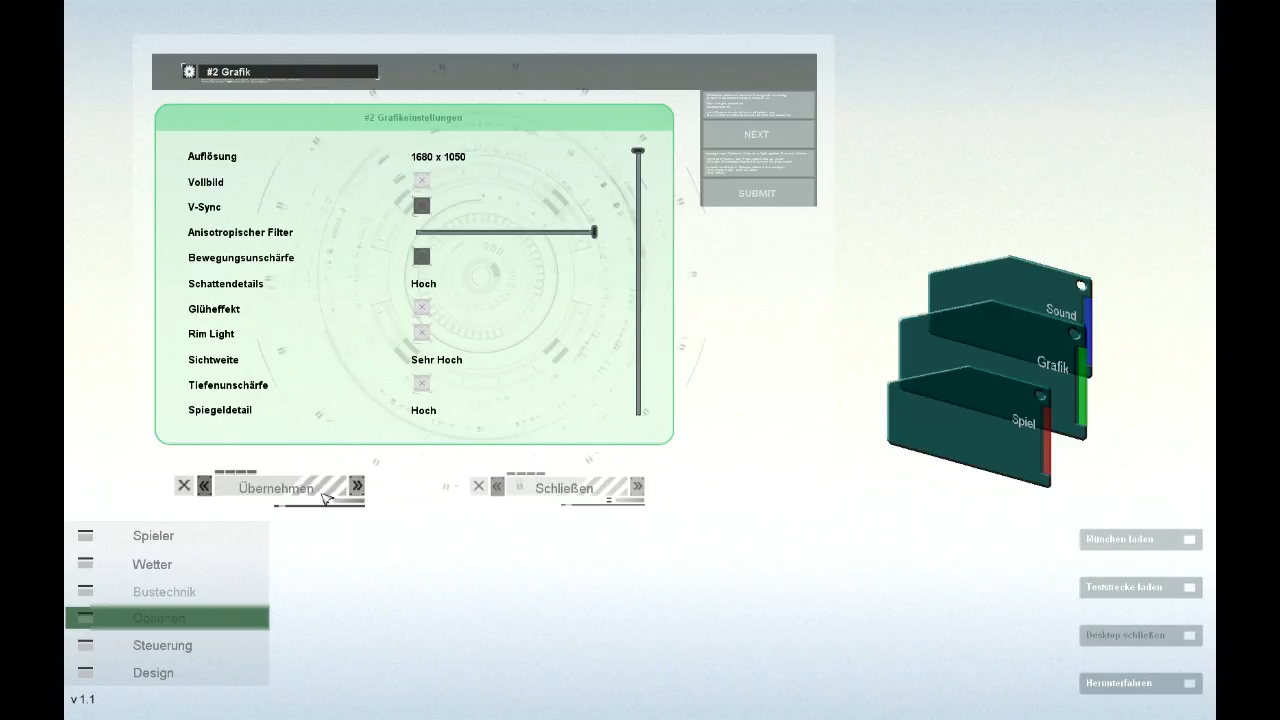 #2 Grafik
#2 Grafikeinstellungen
Auflösung 1680 x 1050
Vollbild
V-Sync
Anisotropischer Filter
Bewegungsunschärfe
Schattendetails Hoch
Glüheffekt
Rim Light
Sichtweite Sehr Hoch
Tiefenunschärfe
Spiegeldetail Hoch
NEXT
SUBMIT
Sound
Grafik
Spiel
Übernehmen
Schließen
Spieler
Wetter
Bustechnik
Optionen
Steuerung
Design
v 1.1
München laden
Teststrecke laden
Desktop schließen
Herunterfahren